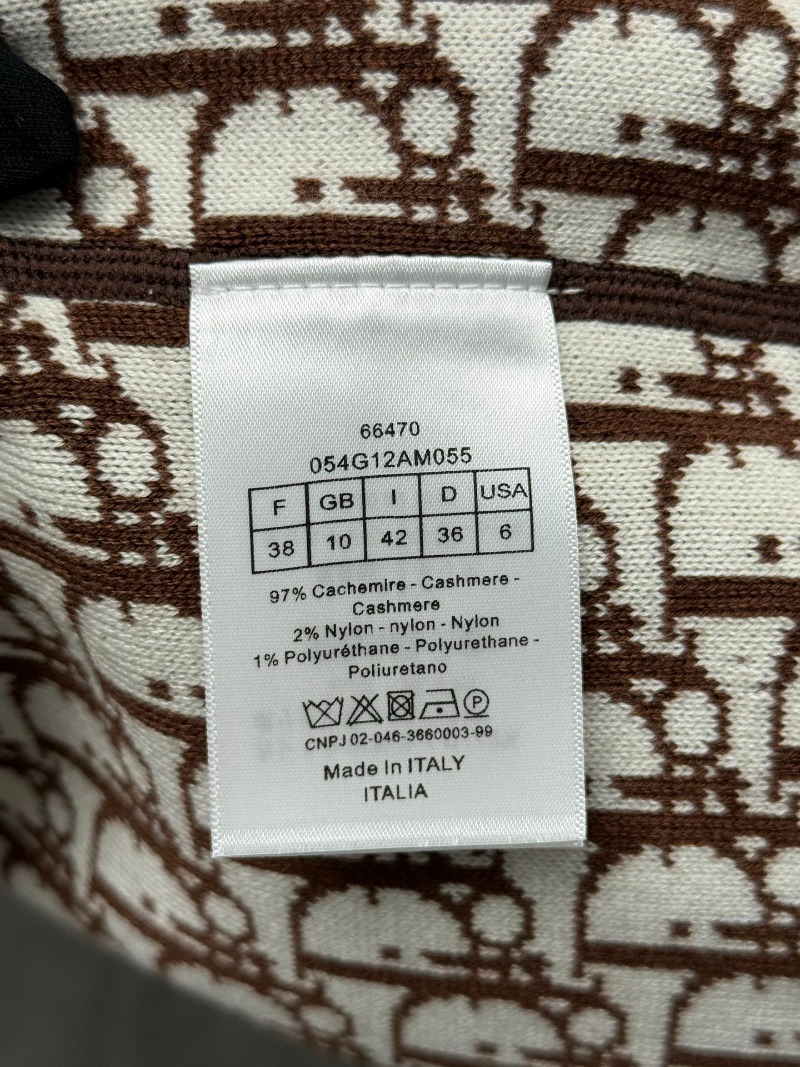 66470
054G12AM055
F GB I D USA
38 10 42 36 6
97% Cachemire - Cashmere -
Cashmere
2% Nylon - nylon - Nylon
1% Polyuréthane - Polyurethane -
Poliuretano
P
CNPJ 02-046-3660003-99
Made In ITALY
ITALIA